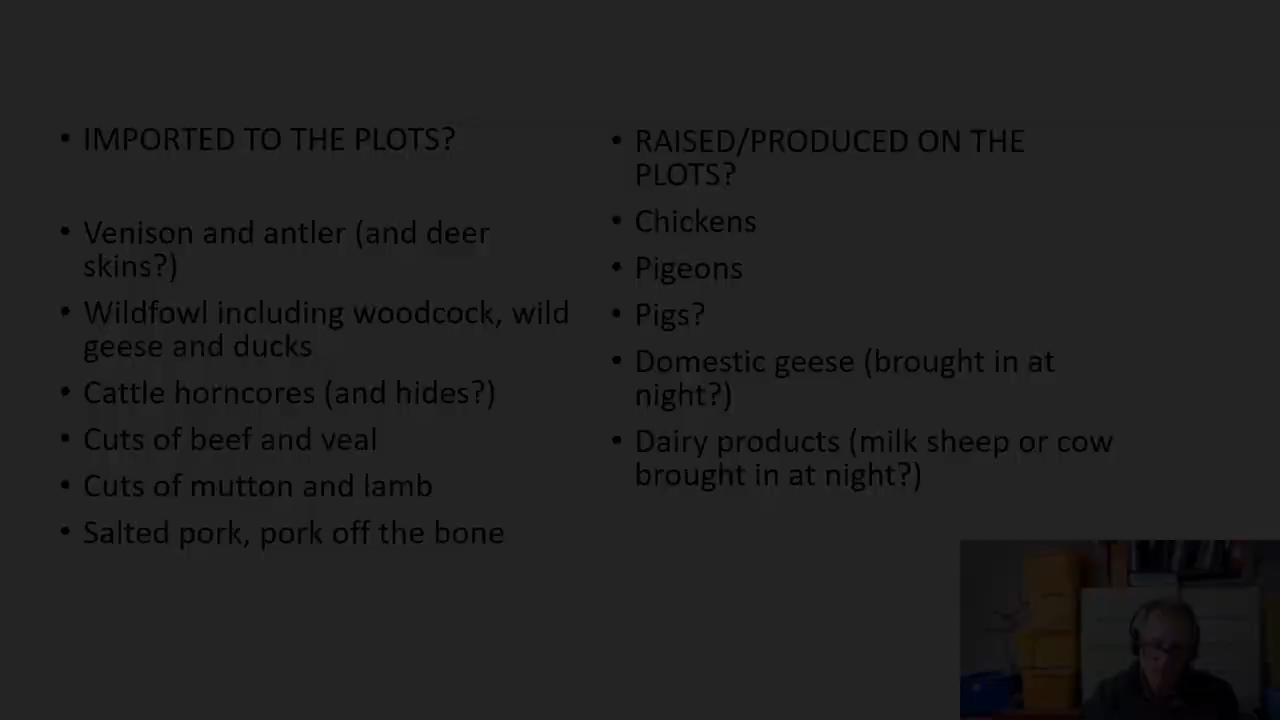 • IMPORTED TO THE PLOTS?
• Venison and antler (and deer
skins?)
• Wildfowl including woodcock, wild
geese and ducks
• Cattle horncores (and hides?)
• Cuts of beef and veal
• Cuts of mutton and lamb
• Salted pork, pork off the bone
• RAISED/PRODUCED ON THE
PLOTS?
• Chickens
• Pigeons
• Pigs?
• Domestic geese (brought in at
night?)
• Dairy products (milk sheep or cow
brought in at night?)